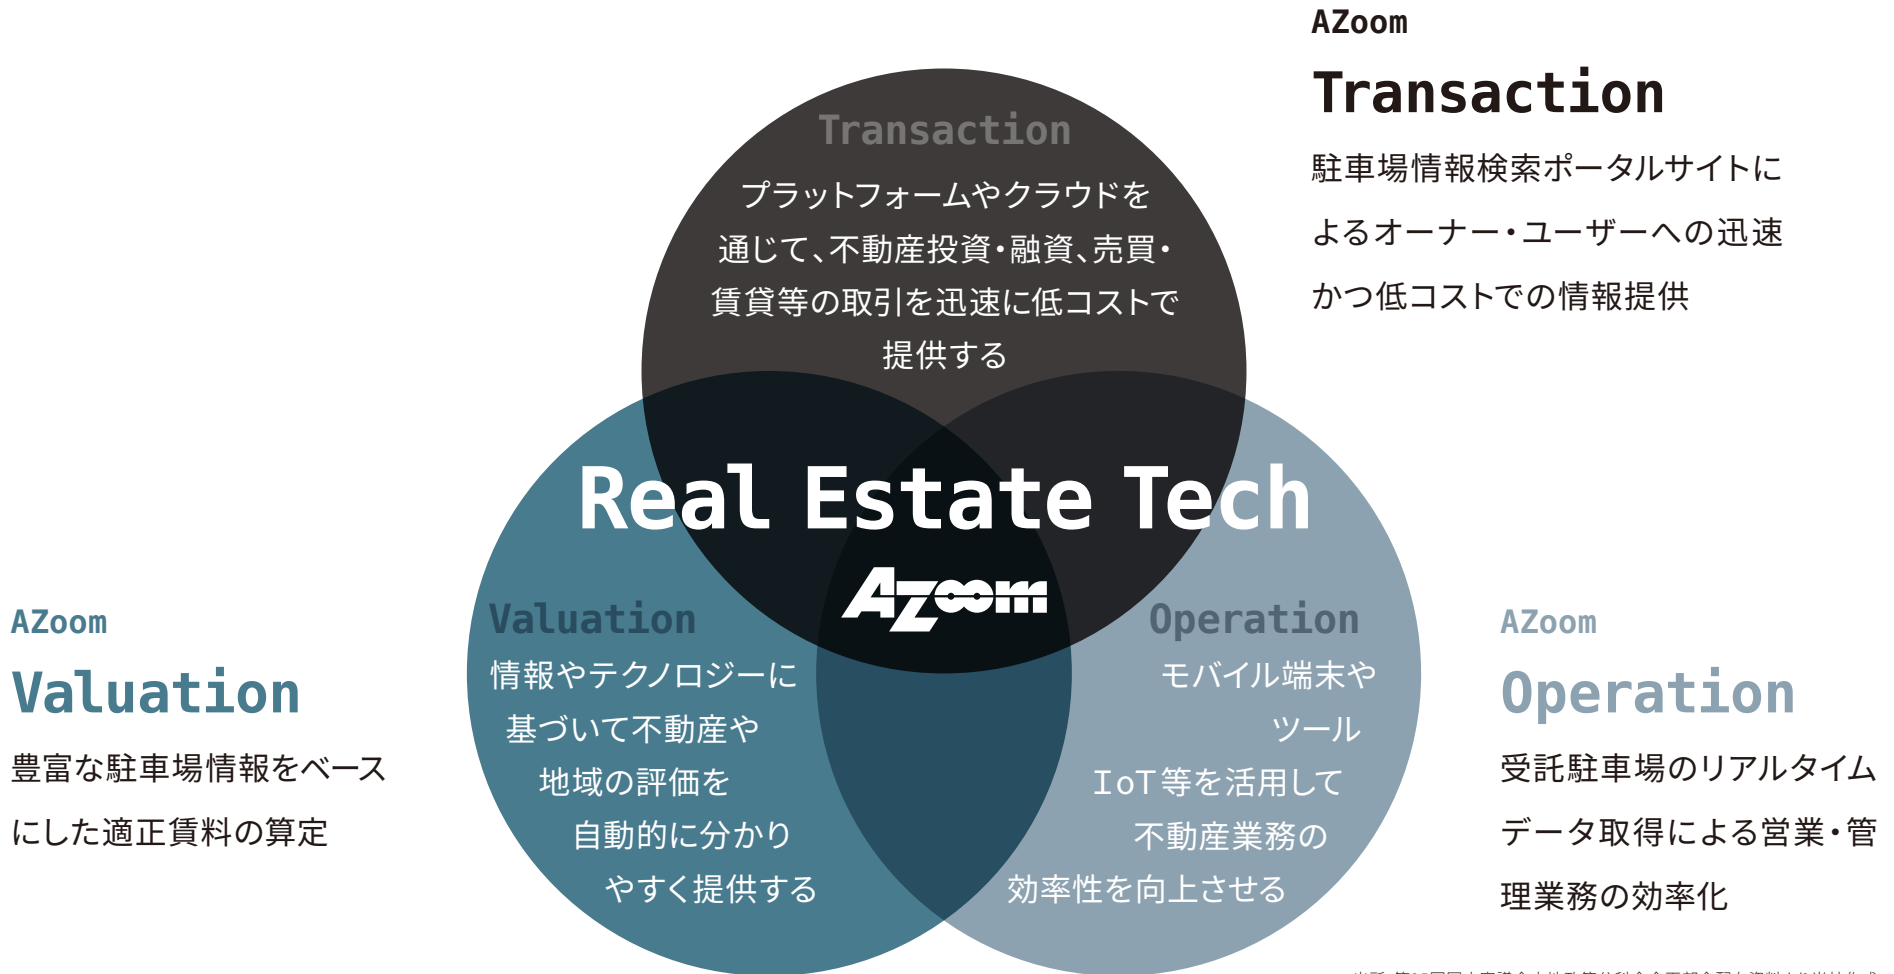 AZoom
Transaction
駐車場情報検索ポータルサイトに
よるオーナー・ユーザーへの迅速
かつ低コストでの情報提供
Transaction
プラットフォームやクラウドを
通じて、不動産投資・融資、売買・
賃貸等の取引を迅速に低コストで
提供する
Real Estate Tech
AZoom
Valuation
情報やテクノロジーに
基づいて不動産や
地域の評価を
自動的に分かり
やすく提供する
Operation
モバイル端末や
ツール
IoT等を活用して
不動産業務の
効率性を向上させる
AZoom
Valuation
豊富な駐車場情報をベース
にした適正賃料の算定
AZoom
Operation
受託駐車場のリアルタイム
データ取得による営業・管
理業務の効率化